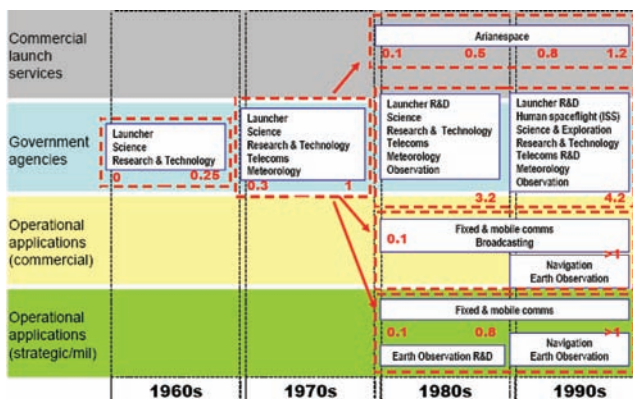 Commercial
launch
services
Arianespace
0.1 0.5 0.8 1.2
Government
agencies
Launcher
Science
Research & Technology
0 0.25
Launcher
Science
Research & Technology
Telecoms
Meteorology
0.3 1
Launcher R&D
Science
Research & Technology
Telecoms
Meteorology
Observation
3.2
Launcher R&D
Human spaceflight (ISS)
Science & Exploration
Research & Technology
Telecoms R&D
Meteorology
Observation
4.2
Operational
applications
(commercial)
Fixed & mobile comms
Broadcasting
0.1
>1
Navigation
Earth Observation
Operational
applications
(strategic/mil)
Fixed & mobile comms
0.1 0.8 >1
Earth Observation R&D
Navigation
Earth Observation
1960s 1970s 1980s 1990s